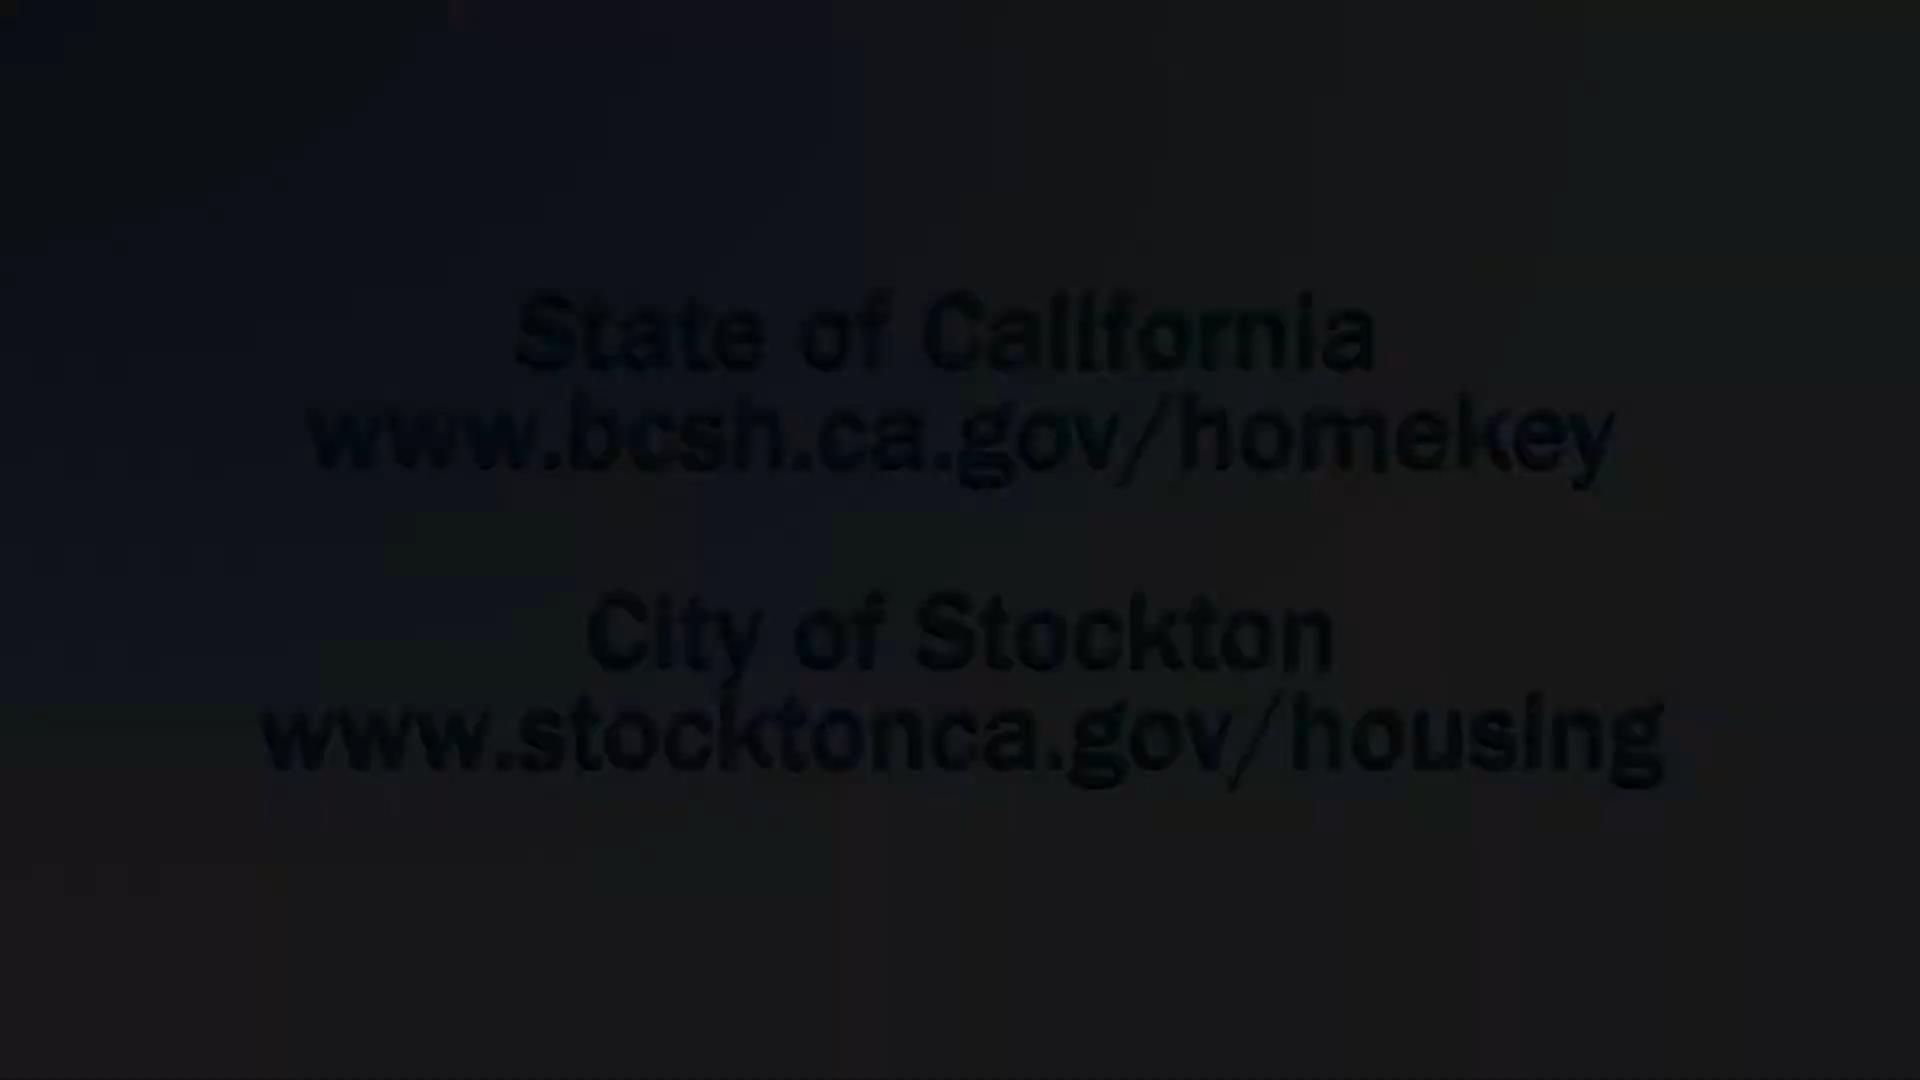 State of California
www.bcsh.ca.gov/homekey
City of Stockton
www.stocktonca.gov/housing